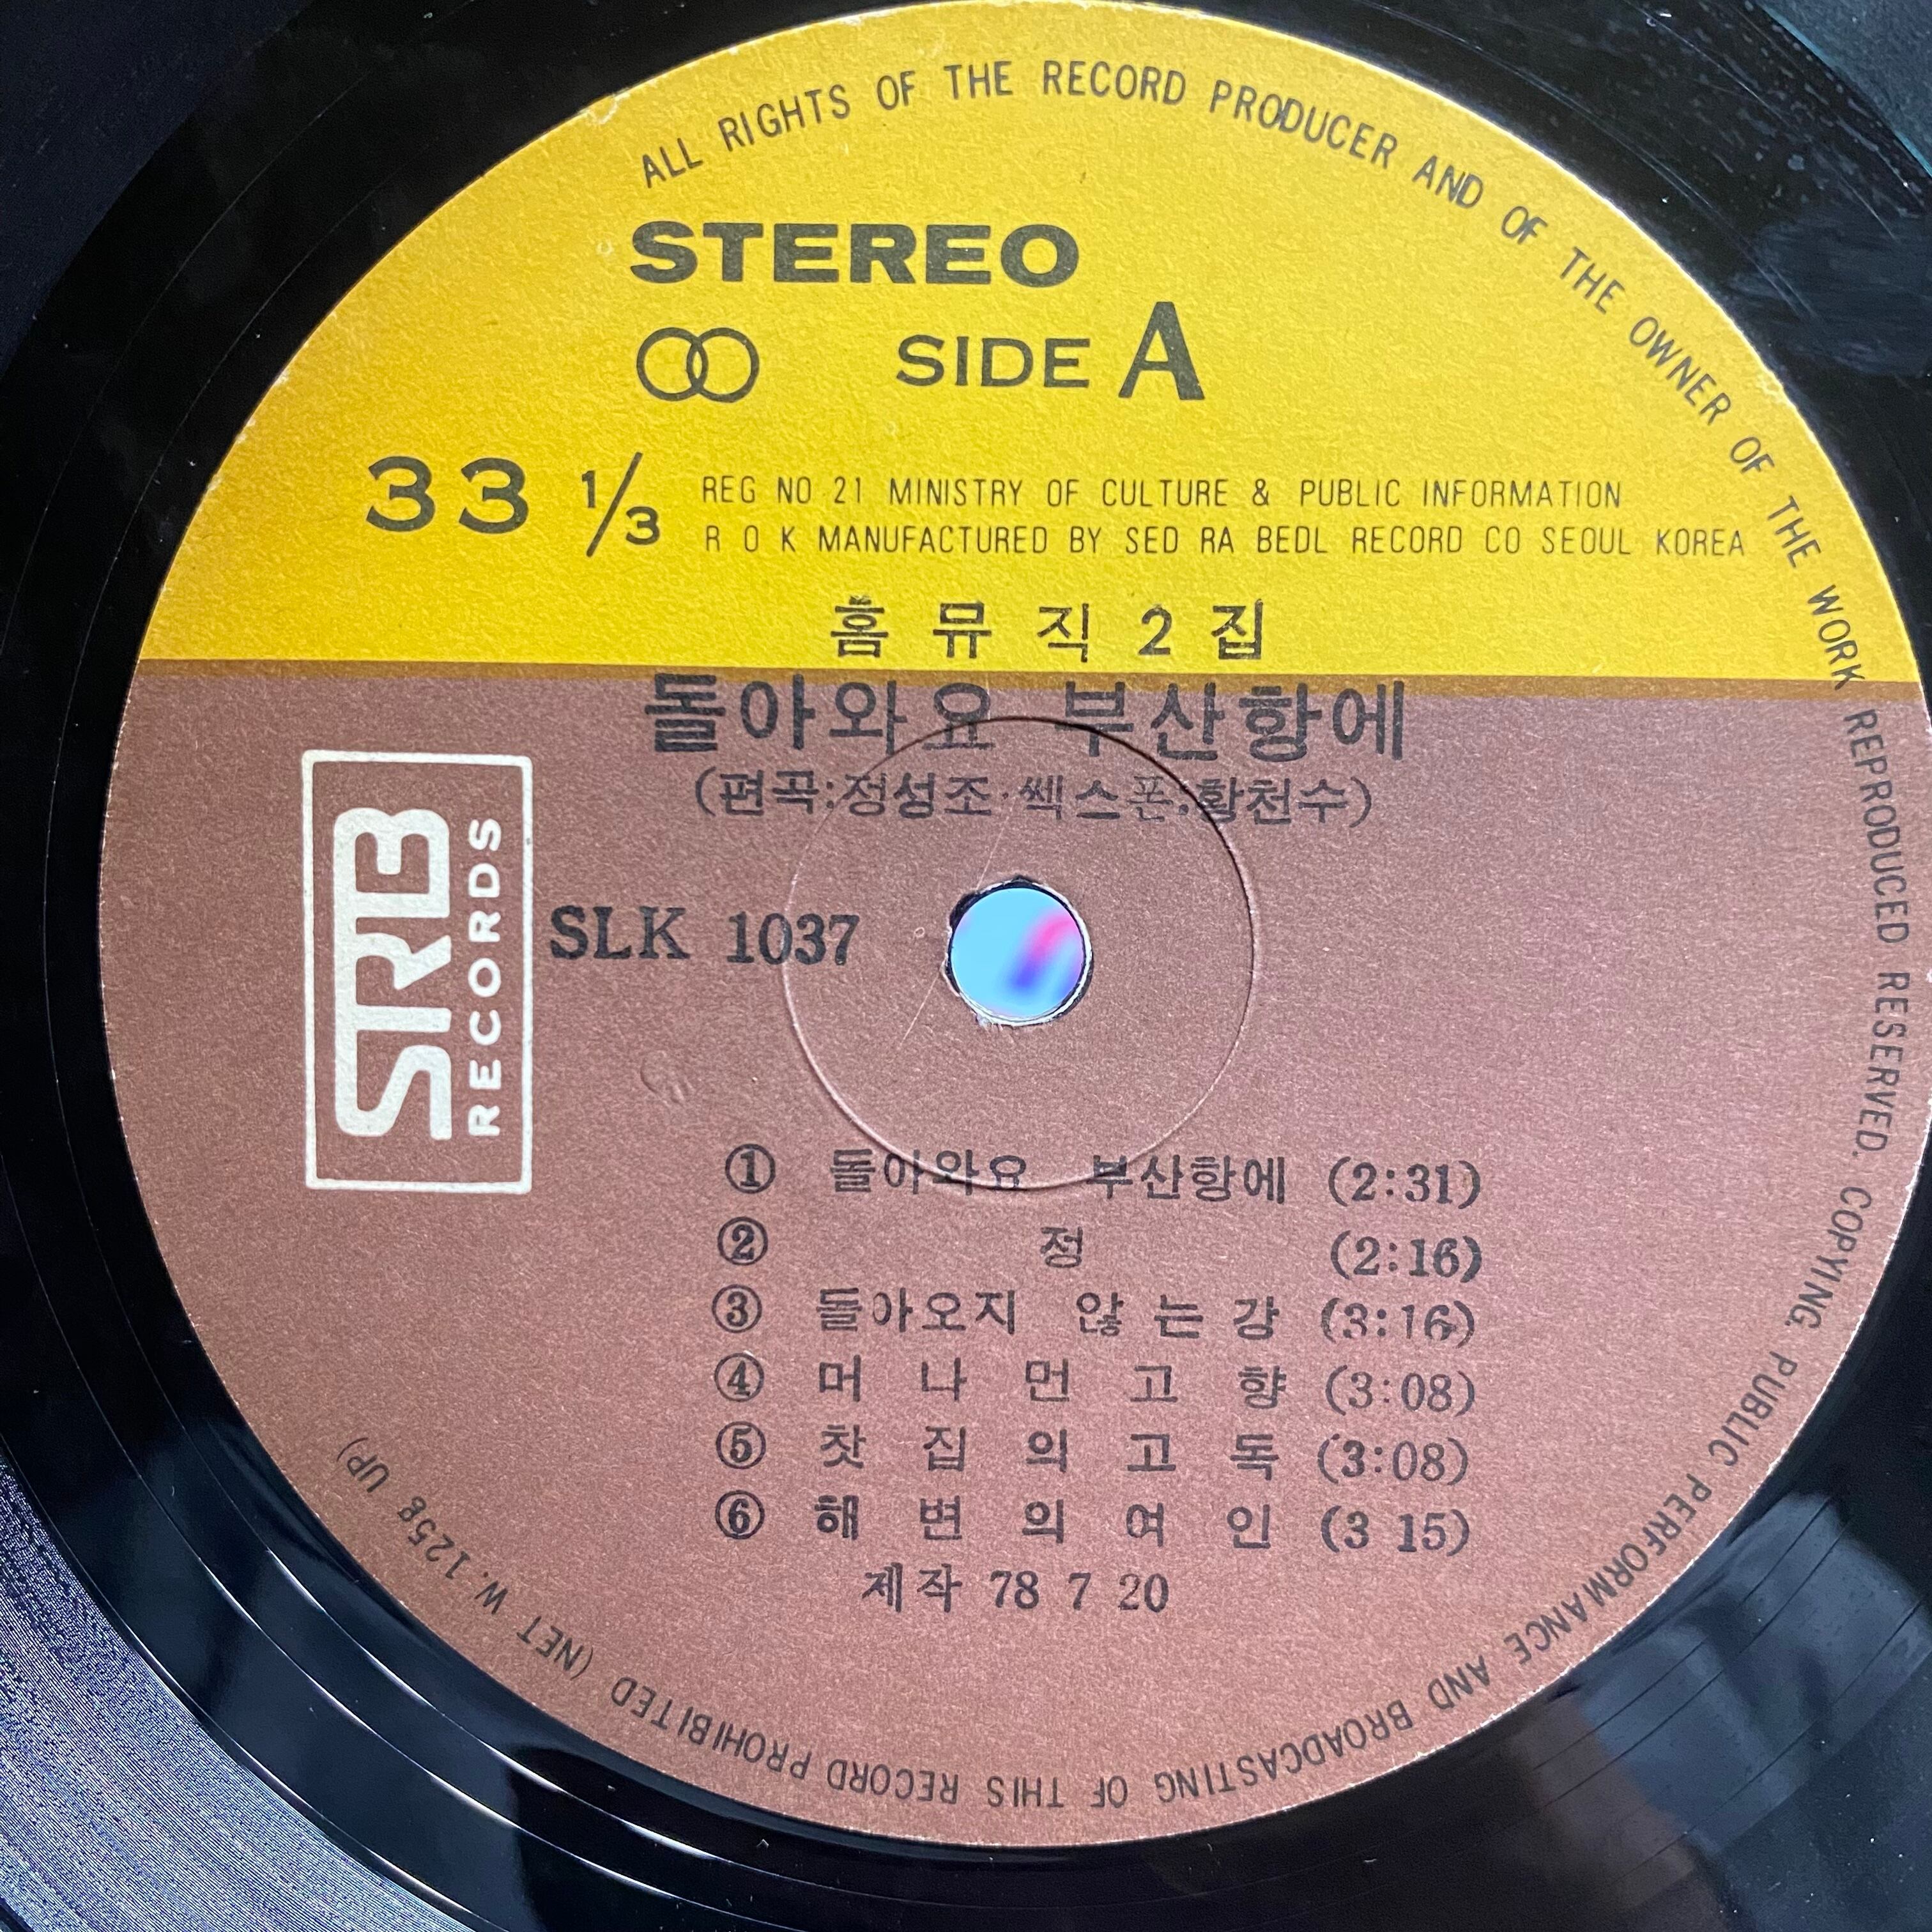 ALL RIGHTS OF THE RECORD PRODUCER AND OF THE OWNER OF THE WORK REPRODUCED RESERVED. COPYING. PUBLIC PERFORMANCE AND BROADCASTING OF THIS RECORD PROHIBITED (NET W. 125g UP)
STEREO
SIDE A
33 1/3
REG NO 21 MINISTRY OF CULTURE & PUBLIC INFORMATION
R O K MANUFACTURED BY SED RA BEDL RECORD CO SEOUL KOREA
홈 뮤 직 2 집
돌아와요 부산항에
(편곡:정성조·쌕스폰:황천수)
STRB
RECORDS
SLK 1037
① 돌아와요 부산항에 (2:31)
② 정 (2:16)
③ 돌아오지 않 는 강 (3:16)
④ 머 나 먼 고 향 (3:08)
⑤ 찻 집 의 고 독 (3:08)
⑥ 해 변 의 여 인 (3 15)
제작 78 7 20